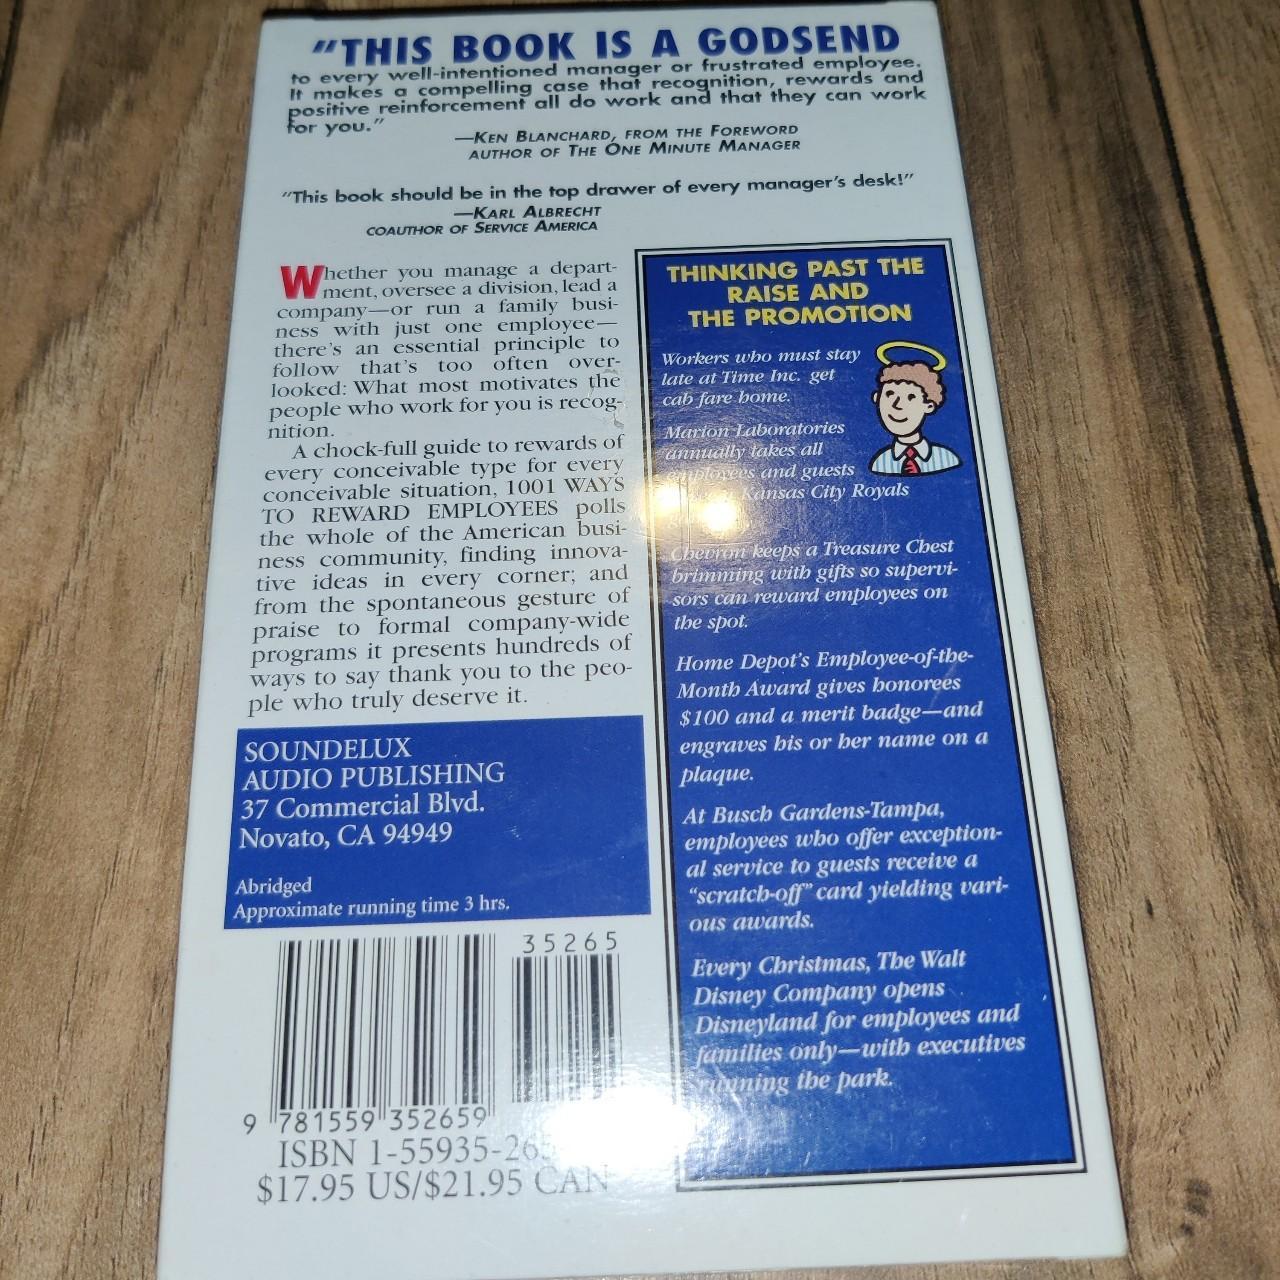 "THIS BOOK IS A GODSEND
to every well-intentioned manager or frustrated employee.
It makes a compelling case that recognition, rewards and
positive reinforcement all do work and that they can work
for you."
—KEN BLANCHARD, FROM THE FOREWORD
AUTHOR OF THE ONE MINUTE MANAGER
"This book should be in the top drawer of every manager's desk!"
—KARL ALBRECHT
COAUTHOR OF SERVICE AMERICA
Whether you manage a depart-
ment, oversee a division, lead a
company—or run a family busi-
ness with just one employee—
there's an essential principle to
follow that's too often over-
looked: What most motivates the
people who work for you is recog-
nition.
A chock-full guide to rewards of
every conceivable type for every
conceivable situation, 1001 WAYS
TO REWARD EMPLOYEES polls
the whole of the American busi-
ness community, finding innova-
tive ideas in every corner; and
from the spontaneous gesture of
praise to formal company-wide
programs it presents hundreds of
ways to say thank you to the peo-
ple who truly deserve it.
SOUNDELUX
AUDIO PUBLISHING
37 Commercial Blvd.
Novato, CA 94949
Abridged
Approximate running time 3 hrs.
35265
9 781559 352659
ISBN 1-55935-26
$17.95 US/$21.95 CAN
THINKING PAST THE
RAISE AND
THE PROMOTION
Workers who must stay
late at Time Inc. get
cab fare home.
Marion Laboratories
annually takes all
employees and guests
Kansas City Royals
Chevron keeps a Treasure Chest
brimming with gifts so supervi-
sors can reward employees on
the spot.
Home Depot's Employee-of-the-
Month Award gives honorees
$100 and a merit badge—and
engraves his or her name on a
plaque.
At Busch Gardens-Tampa,
employees who offer exception-
al service to guests receive a
"scratch-off" card yielding vari-
ous awards.
Every Christmas, The Walt
Disney Company opens
Disneyland for employees and
families only—with executives
running the park.